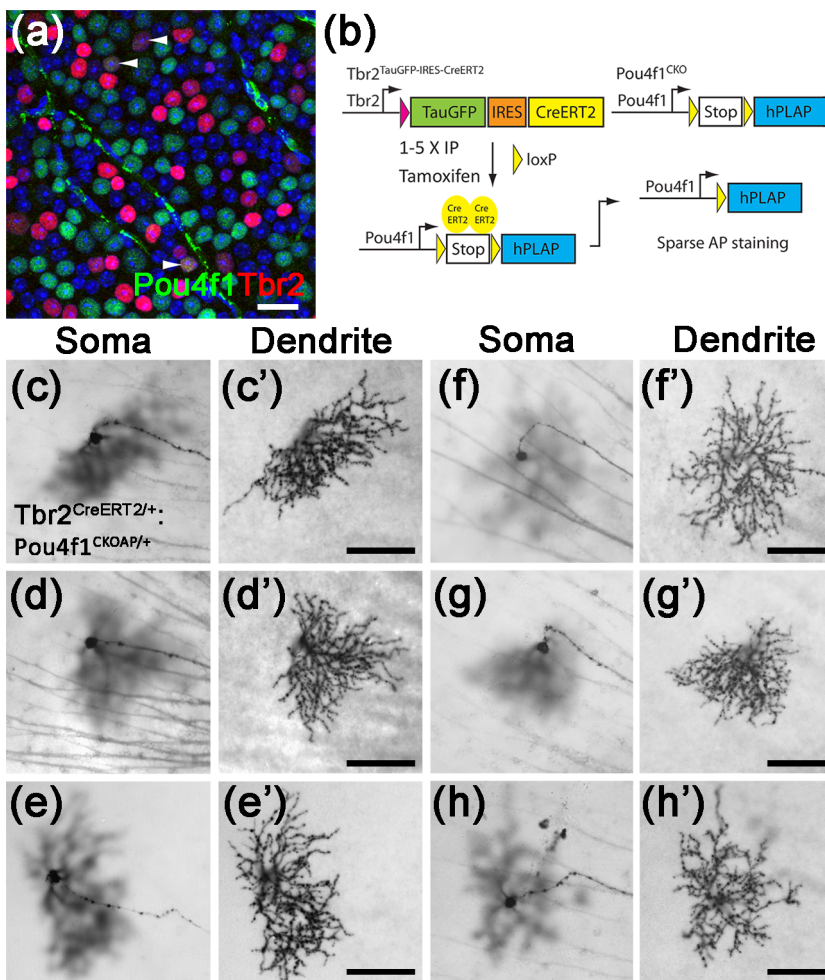 (a)
Pou4f1Tbr2
(b)
Tbr2TauGFP-IRES-CreERT2
Pou4f1CKO
Tbr2
TauGFP
IRES
CreERT2
Pou4f1
Stop
hPLAP
1-5 X IP
Tamoxifen
loxP
Cre
ERT2
Cre
ERT2
Pou4f1
Stop
hPLAP
Pou4f1
hPLAP
Sparse AP staining
Soma
Dendrite
Soma
Dendrite
(c)
Tbr2CreERT2/+:
Pou4f1CKOAP/+
(c’)
(f)
(f’)
(d)
(d’)
(g)
(g’)
(e)
(e’)
(h)
(h’)